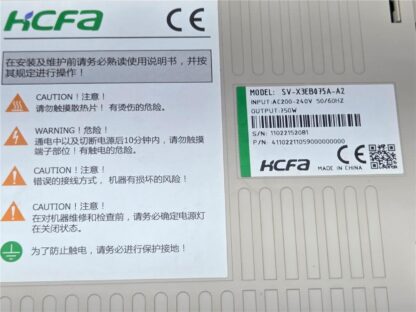 HCFA CE
在安装及维护前请务必熟读使用说明书，并按
其规定进行操作！
CAUTION！注意！
请勿触摸散热片！有烫伤的危险。
WARNING！危险！
通电中以及切断电源后10分钟内，请勿触摸
端子部位！有触电的危险。
CAUTION！注意！
错误的接线方式，机器有损坏的风险！
CAUTION！注意！
在对机器维修和检查前，请务必确定电源灯
在关闭状态。
为了防止触电，请务必进行保护接地！
MODEL: SV-X3EB075A-A2
INPUT:AC200-240V 50/60HZ
OUTPUT:750W
S/N: 11022152081
P/N: 41102211059000000000
HCFA MADE IN CHINA